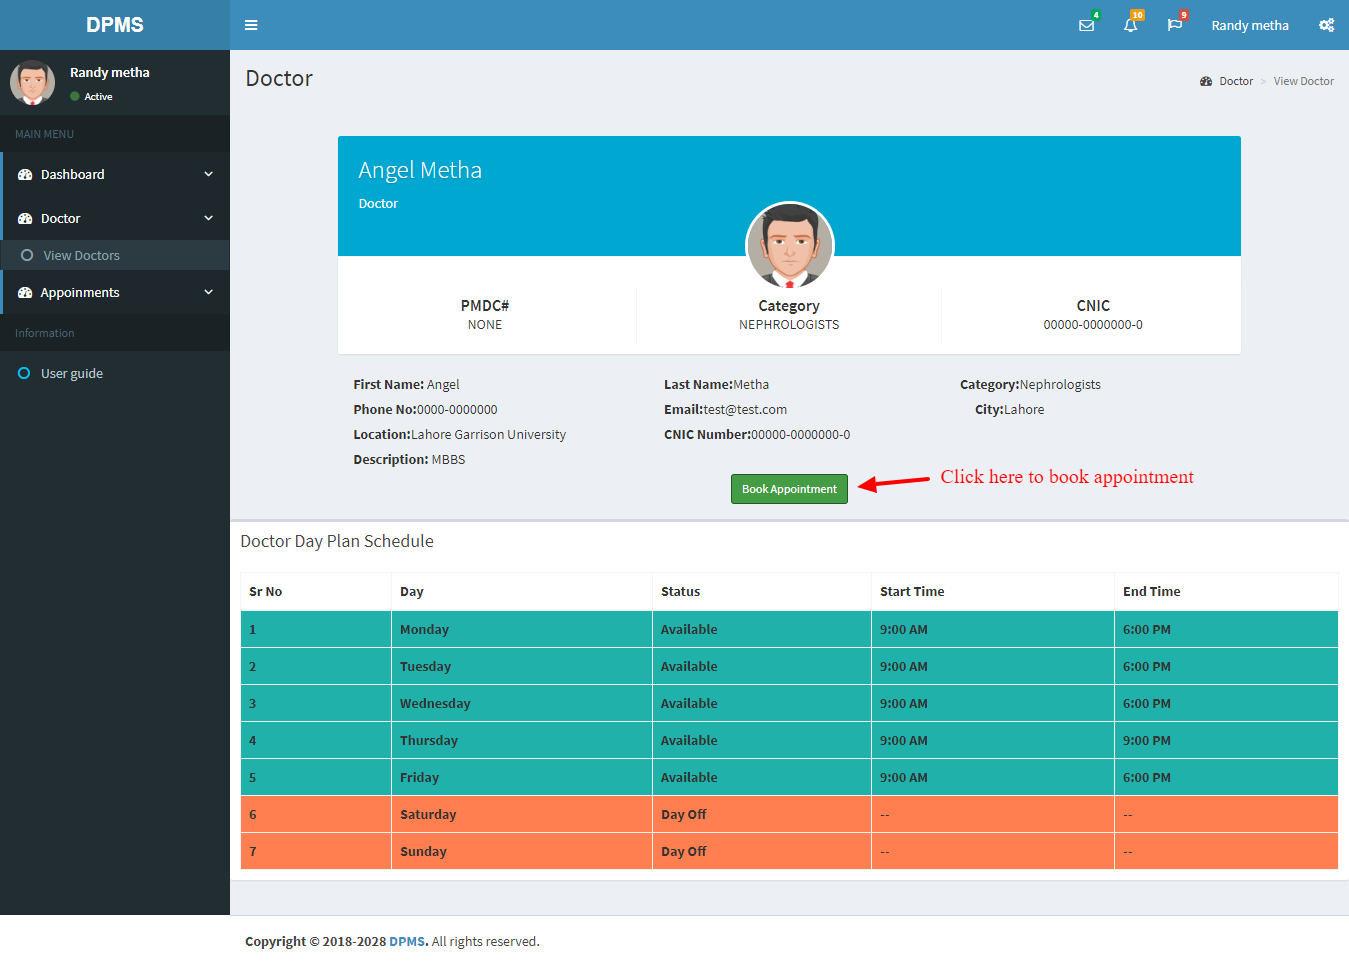 DPMS
4
10
9
Randy metha
Randy metha
Active
MAIN MENU
Dashboard
Doctor
View Doctors
Appoinments
Information
User guide
Doctor
Doctor > View Doctor
Angel Metha
Doctor
PMDC#
NONE
Category
NEPHROLOGISTS
CNIC
00000-0000000-0
First Name: Angel
Last Name:Metha
Category:Nephrologists
Phone No:0000-0000000
Email:test@test.com
City:Lahore
Location:Lahore Garrison University
CNIC Number:00000-0000000-0
Description: MBBS
Book Appointment
Click here to book appointment
Doctor Day Plan Schedule
Sr No Day Status Start Time End Time
1 Monday Available 9:00 AM 6:00 PM
2 Tuesday Available 9:00 AM 6:00 PM
3 Wednesday Available 9:00 AM 6:00 PM
4 Thursday Available 9:00 AM 9:00 PM
5 Friday Available 9:00 AM 6:00 PM
6 Saturday Day Off -- --
7 Sunday Day Off -- --
Copyright © 2018-2028 DPMS. All rights reserved.